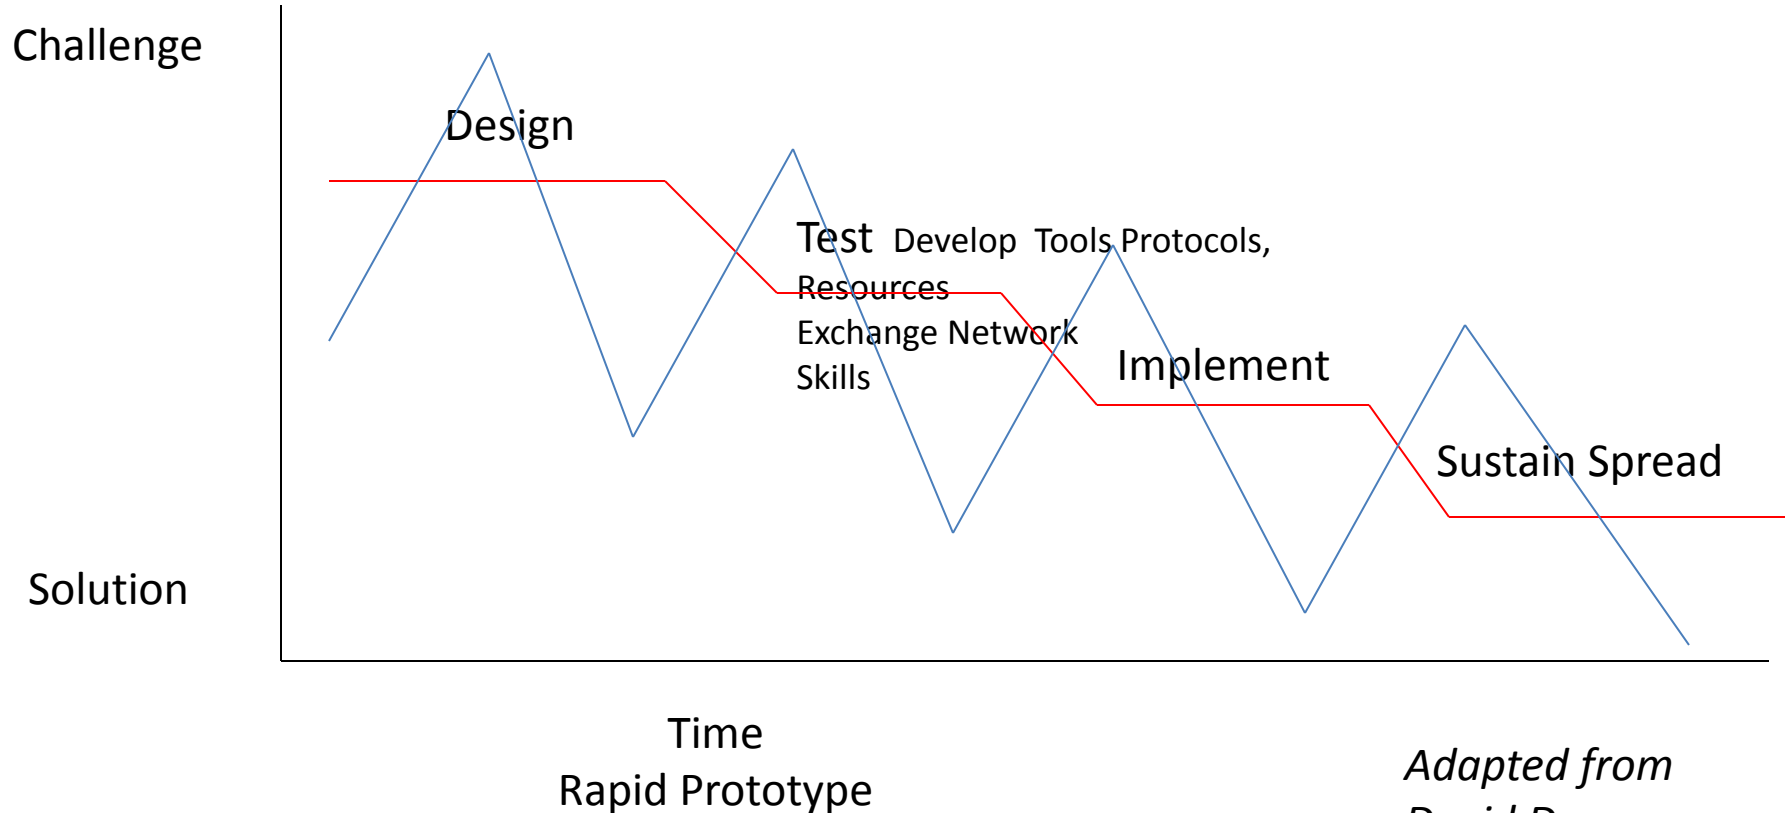 Challenge
Design
Test Develop Tools Protocols,
Resources
Exchange Network
Skills
Implement
Sustain Spread
Solution
Time
Rapid Prototype
Adapted from